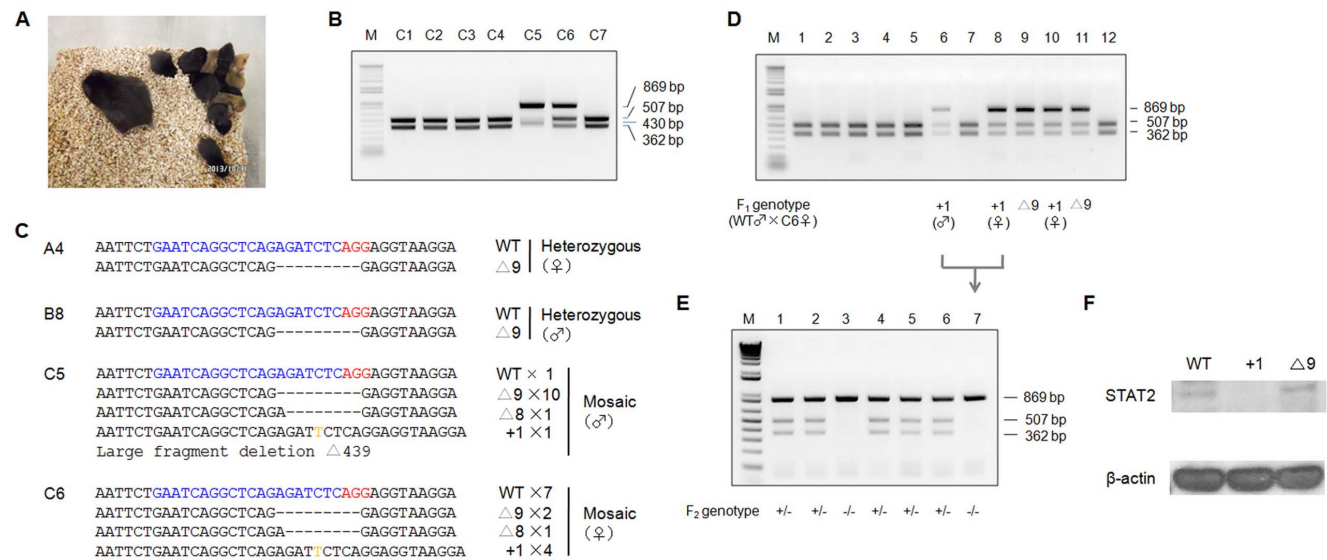 A
2013/10/31
B
M C1 C2 C3 C4 C5 C6 C7
869 bp
507 bp
430 bp
362 bp
C
A4 AATTCTGAATCAGGCTCAGAGATCTCAGGAGGTAAGGA WT
AATTCTGAATCAGGCTCAG---------GAGGTAAGGA △9
Heterozygous
(♀)
B8 AATTCTGAATCAGGCTCAGAGATCTCAGGAGGTAAGGA WT
AATTCTGAATCAGGCTCAG---------GAGGTAAGGA △9
Heterozygous
(♂)
C5 AATTCTGAATCAGGCTCAGAGATCTCAGGAGGTAAGGA WT × 1
AATTCTGAATCAGGCTCAG---------GAGGTAAGGA △9 ×10
AATTCTGAATCAGGCTCAGA--------GAGGTAAGGA △8 ×1
AATTCTGAATCAGGCTCAGAGATTCTCAGGAGGTAAGGA +1 ×1
Large fragment deletion △439
Mosaic
(♂)
C6 AATTCTGAATCAGGCTCAGAGATCTCAGGAGGTAAGGA WT ×7
AATTCTGAATCAGGCTCAG---------GAGGTAAGGA △9 ×2
AATTCTGAATCAGGCTCAGA--------GAGGTAAGGA △8 ×1
AATTCTGAATCAGGCTCAGAGATTCTCAGGAGGTAAGGA +1 ×4
Mosaic
(♀)
D
M 1 2 3 4 5 6 7 8 9 10 11 12
869 bp
507 bp
362 bp
F1 genotype
(WT♂×C6♀)
+1 +1 △9 +1 △9
(♂) (♀) (♀)
E
M 1 2 3 4 5 6 7
869 bp
507 bp
362 bp
F2 genotype +/- +/- -/- +/- +/- +/- -/-
F
WT +1 △9
STAT2
β-actin